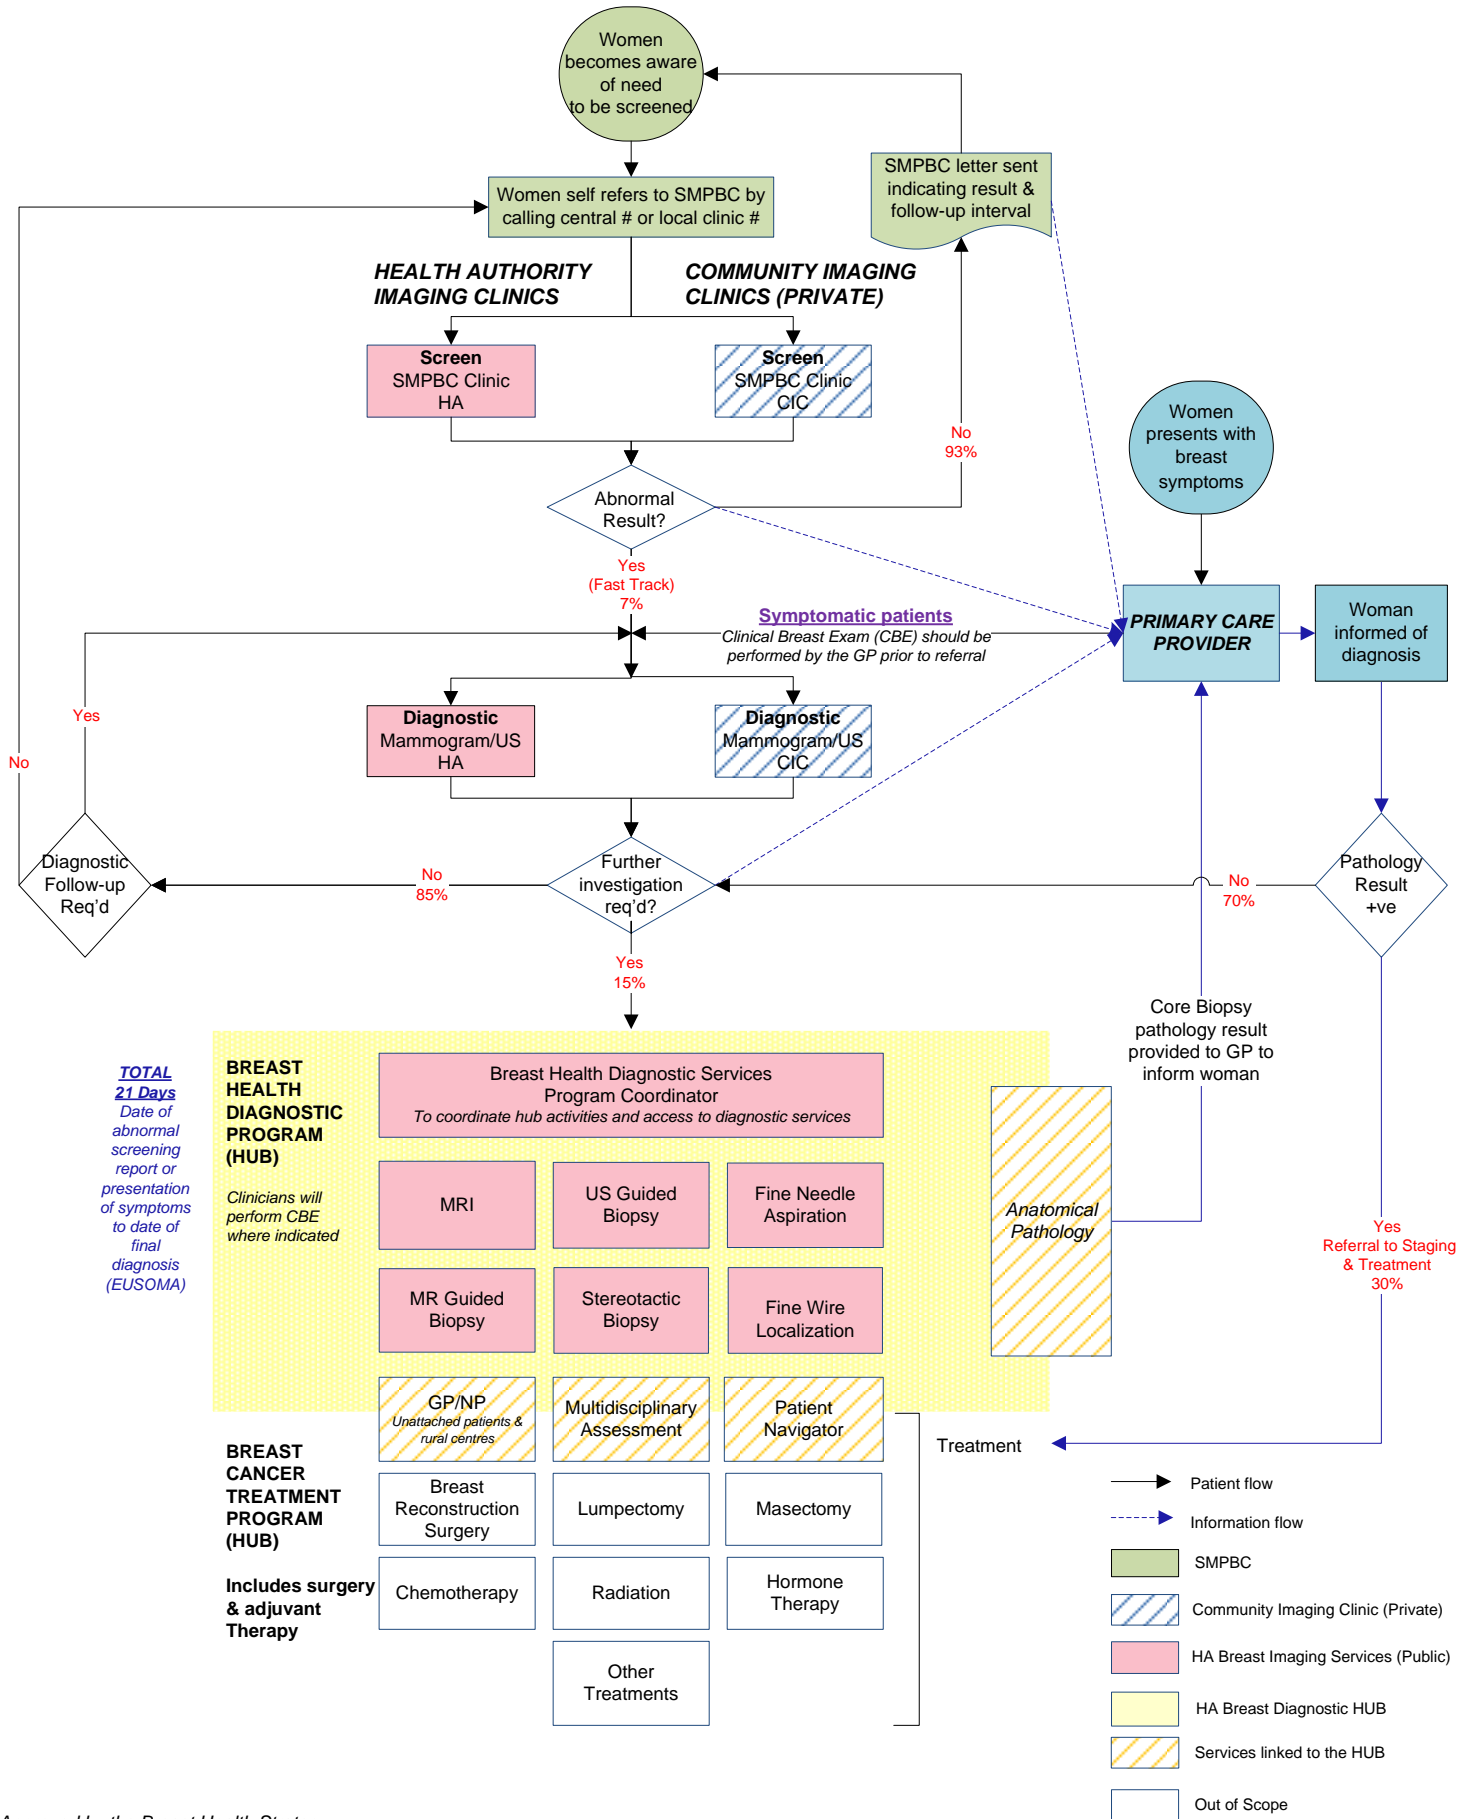 Women
becomes aware
of need
to be screened
SMPBC letter sent
indicating result &
follow-up interval
Women self refers to SMPBC by
calling central # or local clinic #
HEALTH AUTHORITY
IMAGING CLINICS
COMMUNITY IMAGING
CLINICS (PRIVATE)
Screen
SMPBC Clinic
HA
Screen
SMPBC Clinic
CIC
No
93%
Women
presents with
breast
symptoms
Abnormal
Result?
Yes
(Fast Track)
7%
Symptomatic patients
Clinical Breast Exam (CBE) should be
performed by the GP prior to referral
PRIMARY CARE
PROVIDER
Woman
informed of
diagnosis
Yes
No
Diagnostic
Mammogram/US
HA
Diagnostic
Mammogram/US
CIC
Diagnostic
Follow-up
Req'd
No
85%
Further
investigation
req'd?
No
70%
Pathology
Result
+ve
Yes
15%
Core Biopsy
pathology result
provided to GP to
inform woman
TOTAL
21 Days
Date of
abnormal
screening
report or
presentation
of symptoms
to date of
final
diagnosis
(EUSOMA)
BREAST
HEALTH
DIAGNOSTIC
PROGRAM
(HUB)
Clinicians will
perform CBE
where indicated
Breast Health Diagnostic Services
Program Coordinator
To coordinate hub activities and access to diagnostic services
MRI
US Guided
Biopsy
Fine Needle
Aspiration
MR Guided
Biopsy
Stereotactic
Biopsy
Fine Wire
Localization
Anatomical
Pathology
Yes
Referral to Staging
& Treatment
30%
GP/NP
Unattached patients &
rural centres
Multidisciplinary
Assessment
Patient
Navigator
Treatment
BREAST
CANCER
TREATMENT
PROGRAM
(HUB)
Includes surgery
& adjuvant
Therapy
Breast
Reconstruction
Surgery
Lumpectomy
Masectomy
Chemotherapy
Radiation
Hormone
Therapy
Other
Treatments
Patient flow
Information flow
SMPBC
Community Imaging Clinic (Private)
HA Breast Imaging Services (Public)
HA Breast Diagnostic HUB
Services linked to the HUB
Out of Scope